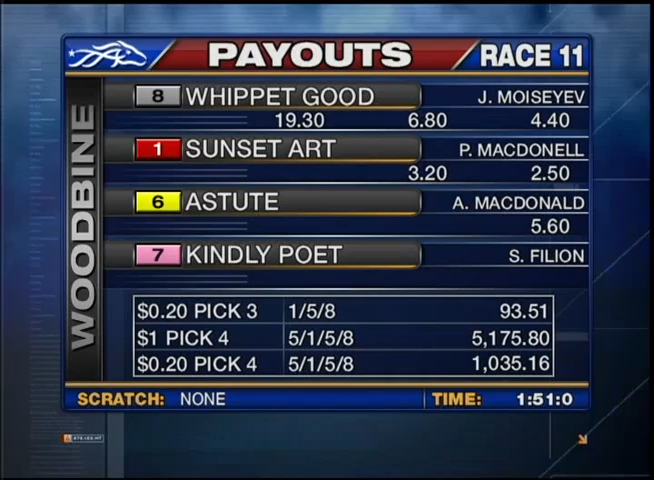 PAYOUTS RACE 11
WOODBINE
8 WHIPPET GOOD J. MOISEYEV
19.30 6.80 4.40
1 SUNSET ART P. MACDONELL
3.20 2.50
6 ASTUTE A. MACDONALD
5.60
7 KINDLY POET S. FILION
$0.20 PICK 3 1/5/8 93.51
$1 PICK 4 5/1/5/8 5,175.80
$0.20 PICK 4 5/1/5/8 1,035.16
SCRATCH: NONE TIME: 1:51:0